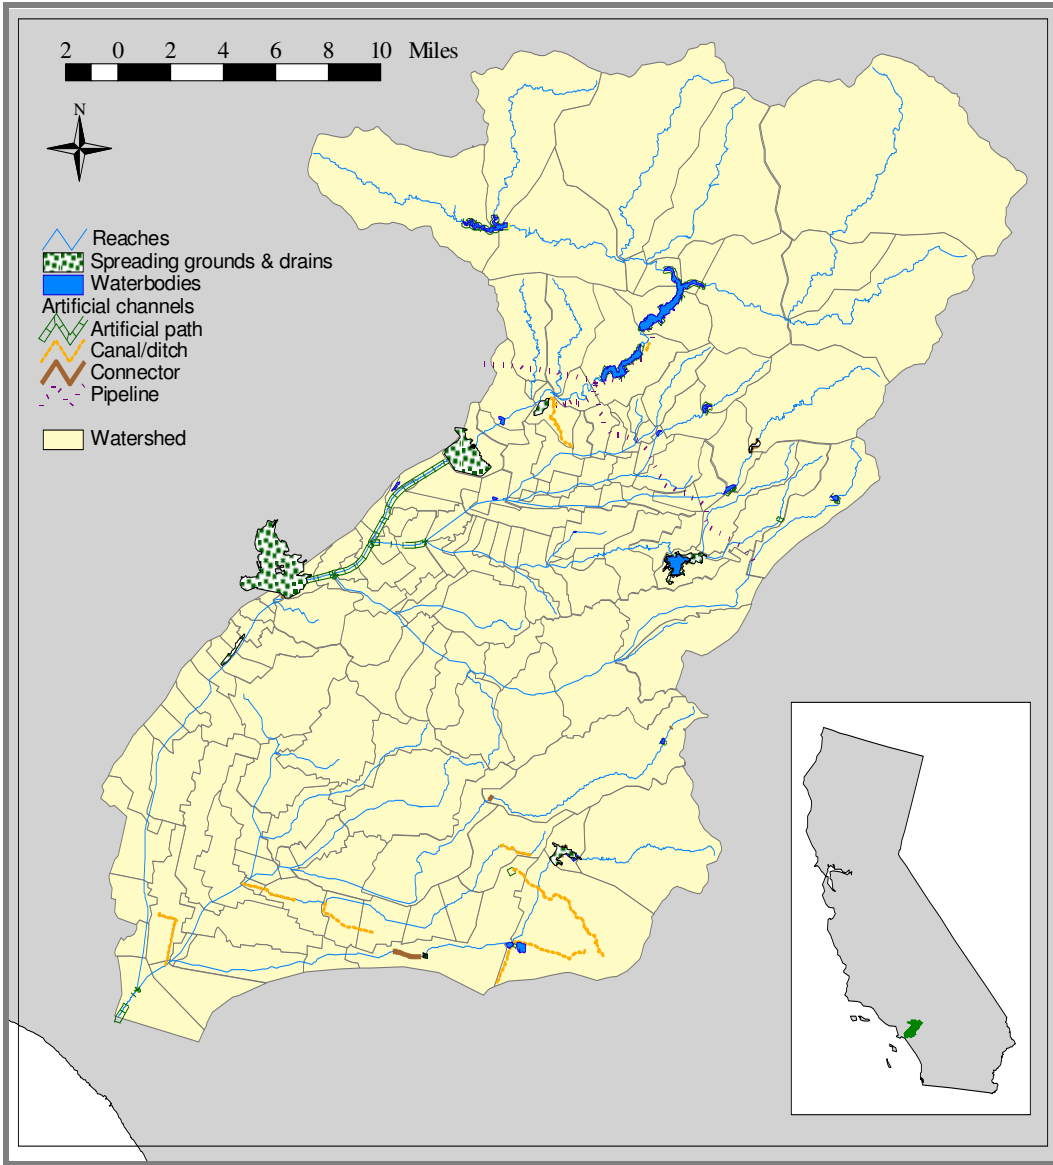 2 0 2 4 6 8 10 Miles
N
Reaches
Spreading grounds & drains
Waterbodies
Artificial channels
Artificial path
Canal/ditch
Connector
Pipeline
Watershed